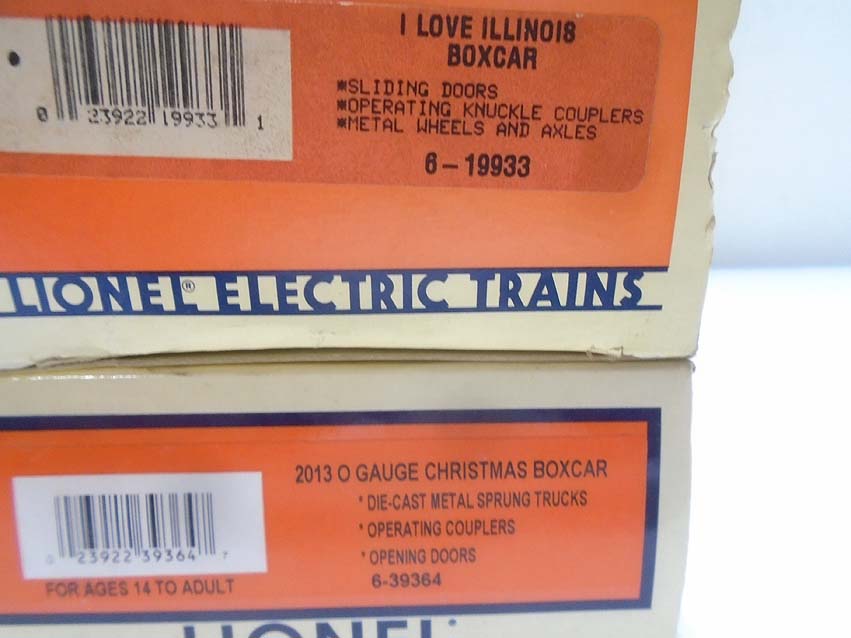 I LOVE ILLINOI8
BOXCAR
*SLIDING DOORS
*OPERATING KNUCKLE COUPLERS
*METAL WHEELS AND AXLES
6-19933
0 23922 19933 1
LIONEL® ELECTRIC TRAINS
2013 O GAUGE CHRISTMAS BOXCAR
* DIE-CAST METAL SPRUNG TRUCKS
* OPERATING COUPLERS
* OPENING DOORS
6-39364
0 23922 39364 7
FOR AGES 14 TO ADULT
LIONEL